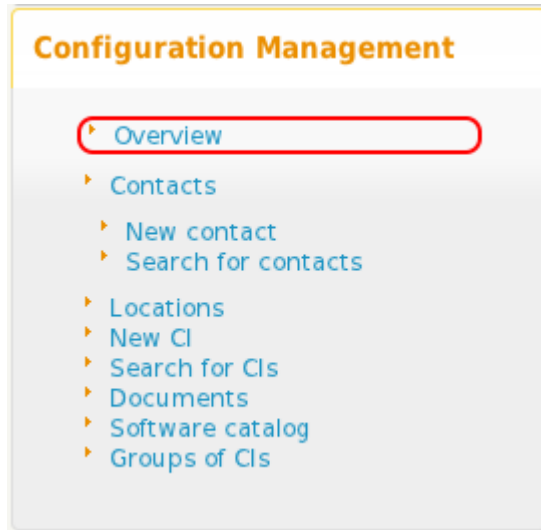 Configuration Management
Overview
Contacts
New contact
Search for contacts
Locations
New CI
Search for CIs
Documents
Software catalog
Groups of CIs